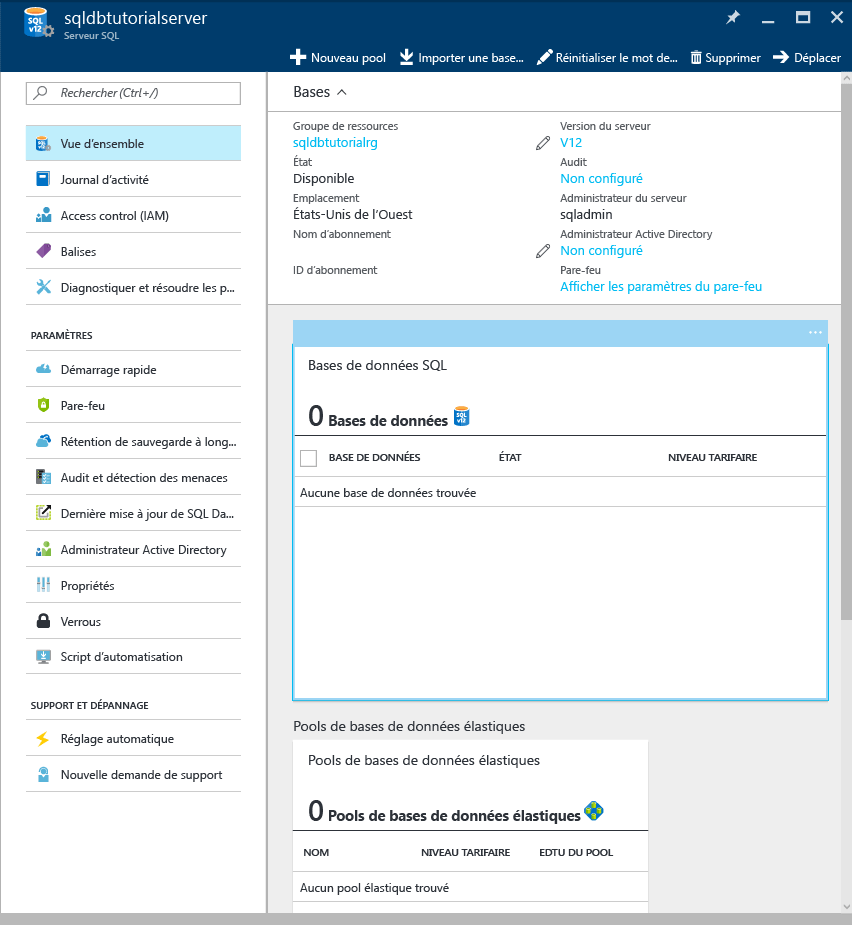 sqldbtutorialserver
Serveur SQL
Nouveau pool
Importer une base...
Réinitialiser le mot de...
Supprimer
Déplacer
Rechercher (Ctrl+/)
Vue d'ensemble
Journal d'activité
Access control (IAM)
Balises
Diagnostiquer et résoudre les p...
PARAMÈTRES
Démarrage rapide
Pare-feu
Rétention de sauvegarde à long...
Audit et détection des menaces
Dernière mise à jour de SQL Da...
Administrateur Active Directory
Propriétés
Verrous
Script d'automatisation
SUPPORT ET DÉPANNAGE
Réglage automatique
Nouvelle demande de support
Bases
Groupe de ressources
sqldbtutorialrg
État
Disponible
Emplacement
États-Unis de l'Ouest
Nom d'abonnement
ID d'abonnement
Version du serveur
V12
Audit
Non configuré
Administrateur du serveur
sqladmin
Administrateur Active Directory
Non configuré
Pare-feu
Afficher les paramètres du pare-feu
Bases de données SQL
0 Bases de données
BASE DE DONNÉES ÉTAT NIVEAU TARIFAIRE
Aucune base de données trouvée
Pools de bases de données élastiques
Pools de bases de données élastiques
0 Pools de bases de données élastiques
NOM NIVEAU TARIFAIRE EDTU DU POOL
Aucun pool élastique trouvé